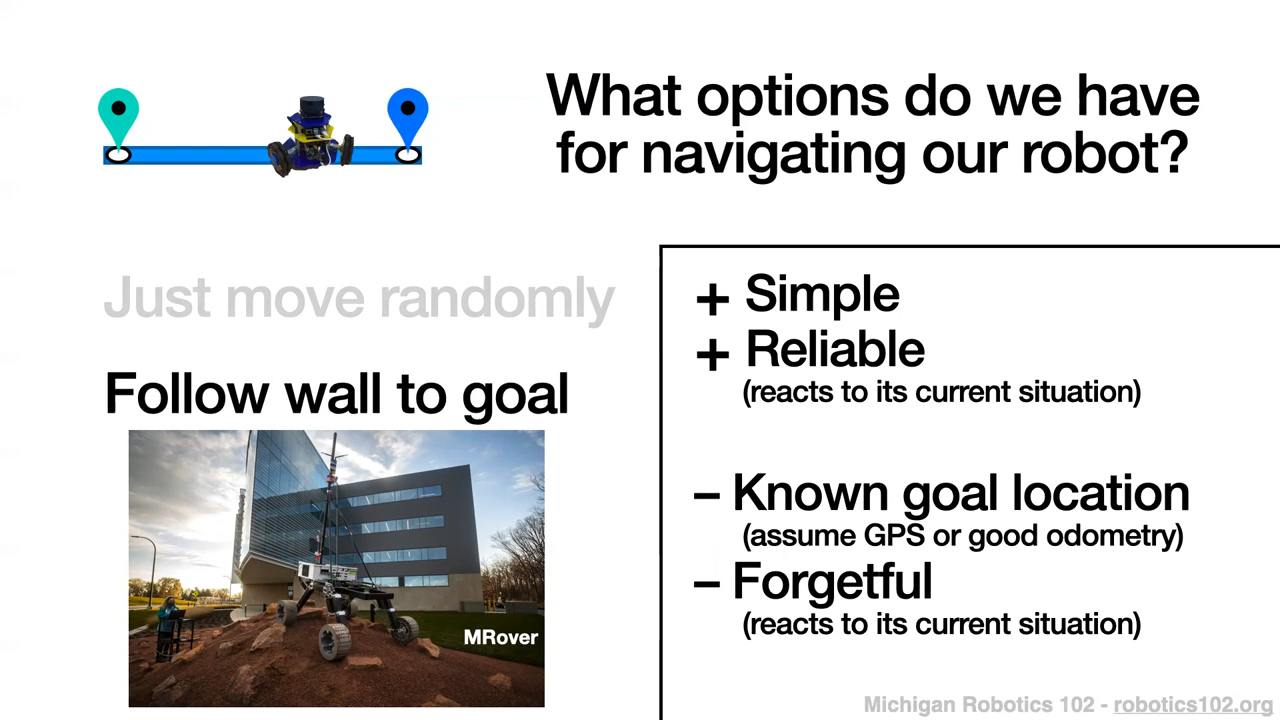 What options do we have
for navigating our robot?
Just move randomly
Follow wall to goal
MRover
+ Simple
+ Reliable
(reacts to its current situation)
– Known goal location
(assume GPS or good odometry)
– Forgetful
(reacts to its current situation)
Michigan Robotics 102 - robotics102.org